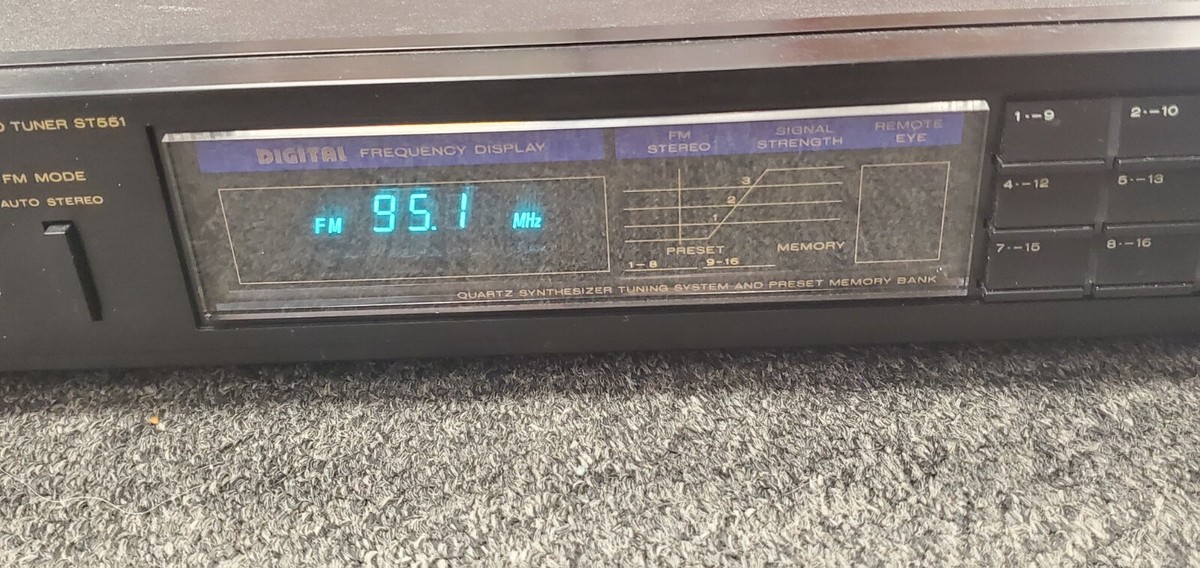 TUNER ST551
FM MODE
AUTO STEREO
DIGITAL FREQUENCY DISPLAY
FM STEREO
SIGNAL STRENGTH
REMOTE EYE
FM 95.1 MHz
3
2
1
PRESET
1-8 9-16
MEMORY
QUARTZ SYNTHESIZER TUNING SYSTEM AND PRESET MEMORY BANK
1·-9
2·-10
4·-12
5·-13
7·-15
8·-16